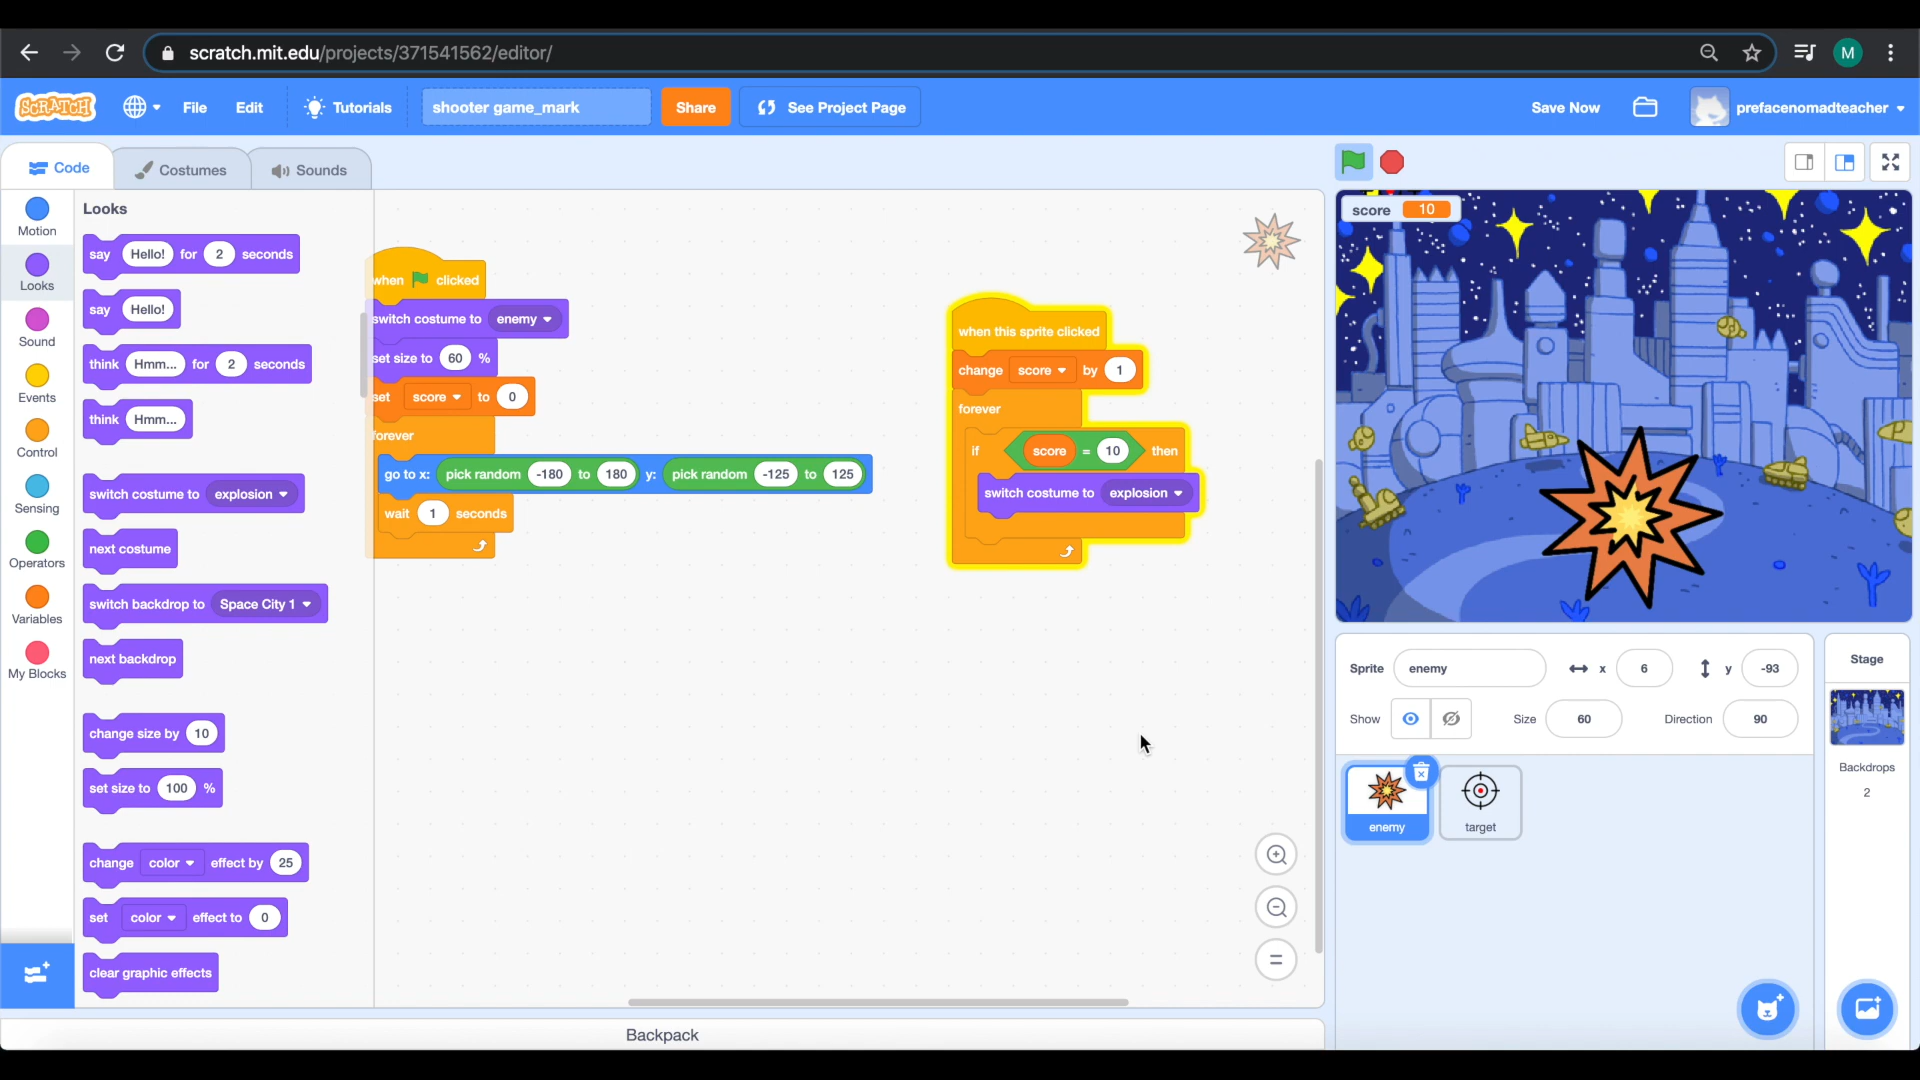 scratch.mit.edu/projects/371541562/editor/
M
SCRATCH
File
Edit
Tutorials
shooter game_mark
Share
See Project Page
Save Now
prefacenomadteacher
Code
Costumes
Sounds
Motion
Looks
Sound
Events
Control
Sensing
Operators
Variables
My Blocks
Looks
say Hello! for 2 seconds
say Hello!
think Hmm... for 2 seconds
think Hmm...
switch costume to explosion
next costume
switch backdrop to Space City 1
next backdrop
change size by 10
set size to 100 %
change color effect by 25
set color effect to 0
clear graphic effects
when clicked
switch costume to enemy
set size to 60 %
set score to 0
forever
go to x: pick random -180 to 180 y: pick random -125 to 125
wait 1 seconds
when this sprite clicked
change score by 1
forever
if score = 10 then
switch costume to explosion
Backpack
score 10
Sprite enemy x 6 y -93
Show Size 60 Direction 90
enemy
target
Stage
Backdrops
2